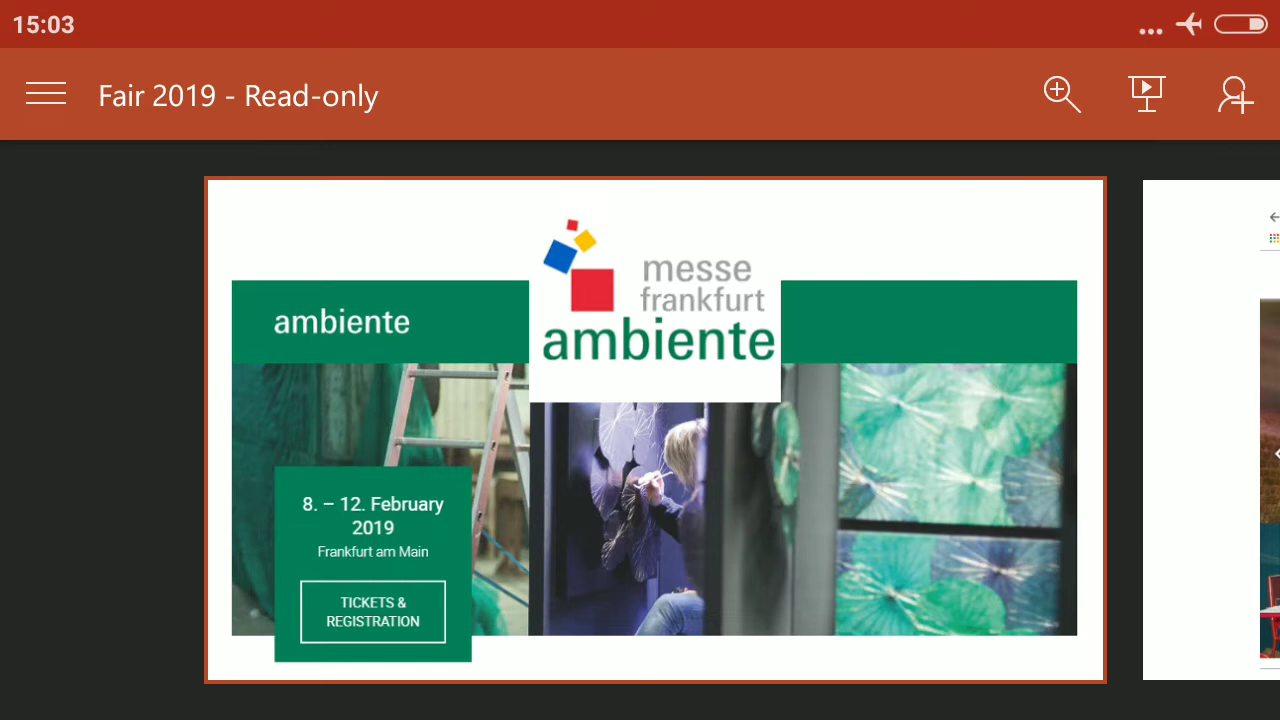 15:03
Fair 2019 - Read-only
messe
frankfurt
ambiente
ambiente
8. – 12. February
2019
Frankfurt am Main
TICKETS &
REGISTRATION